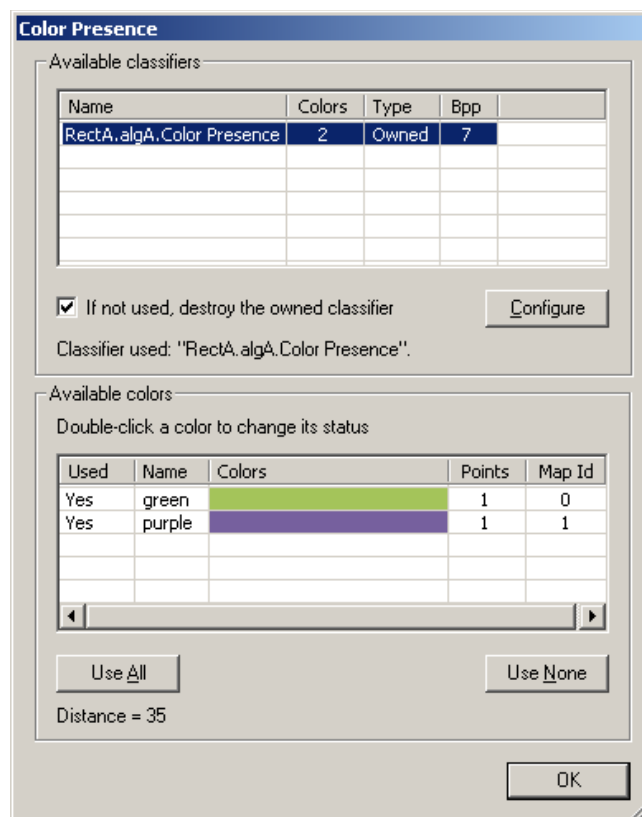 Color Presence
Available classifiers
Name Colors Type Bpp
RectA.algA.Color Presence 2 Owned 7
If not used, destroy the owned classifier Configure
Classifier used: "RectA.algA.Color Presence".
Available colors
Double-click a color to change its status
Used Name Colors Points Map Id
Yes green 1 0
Yes purple 1 1
Use All Use None
Distance = 35
OK